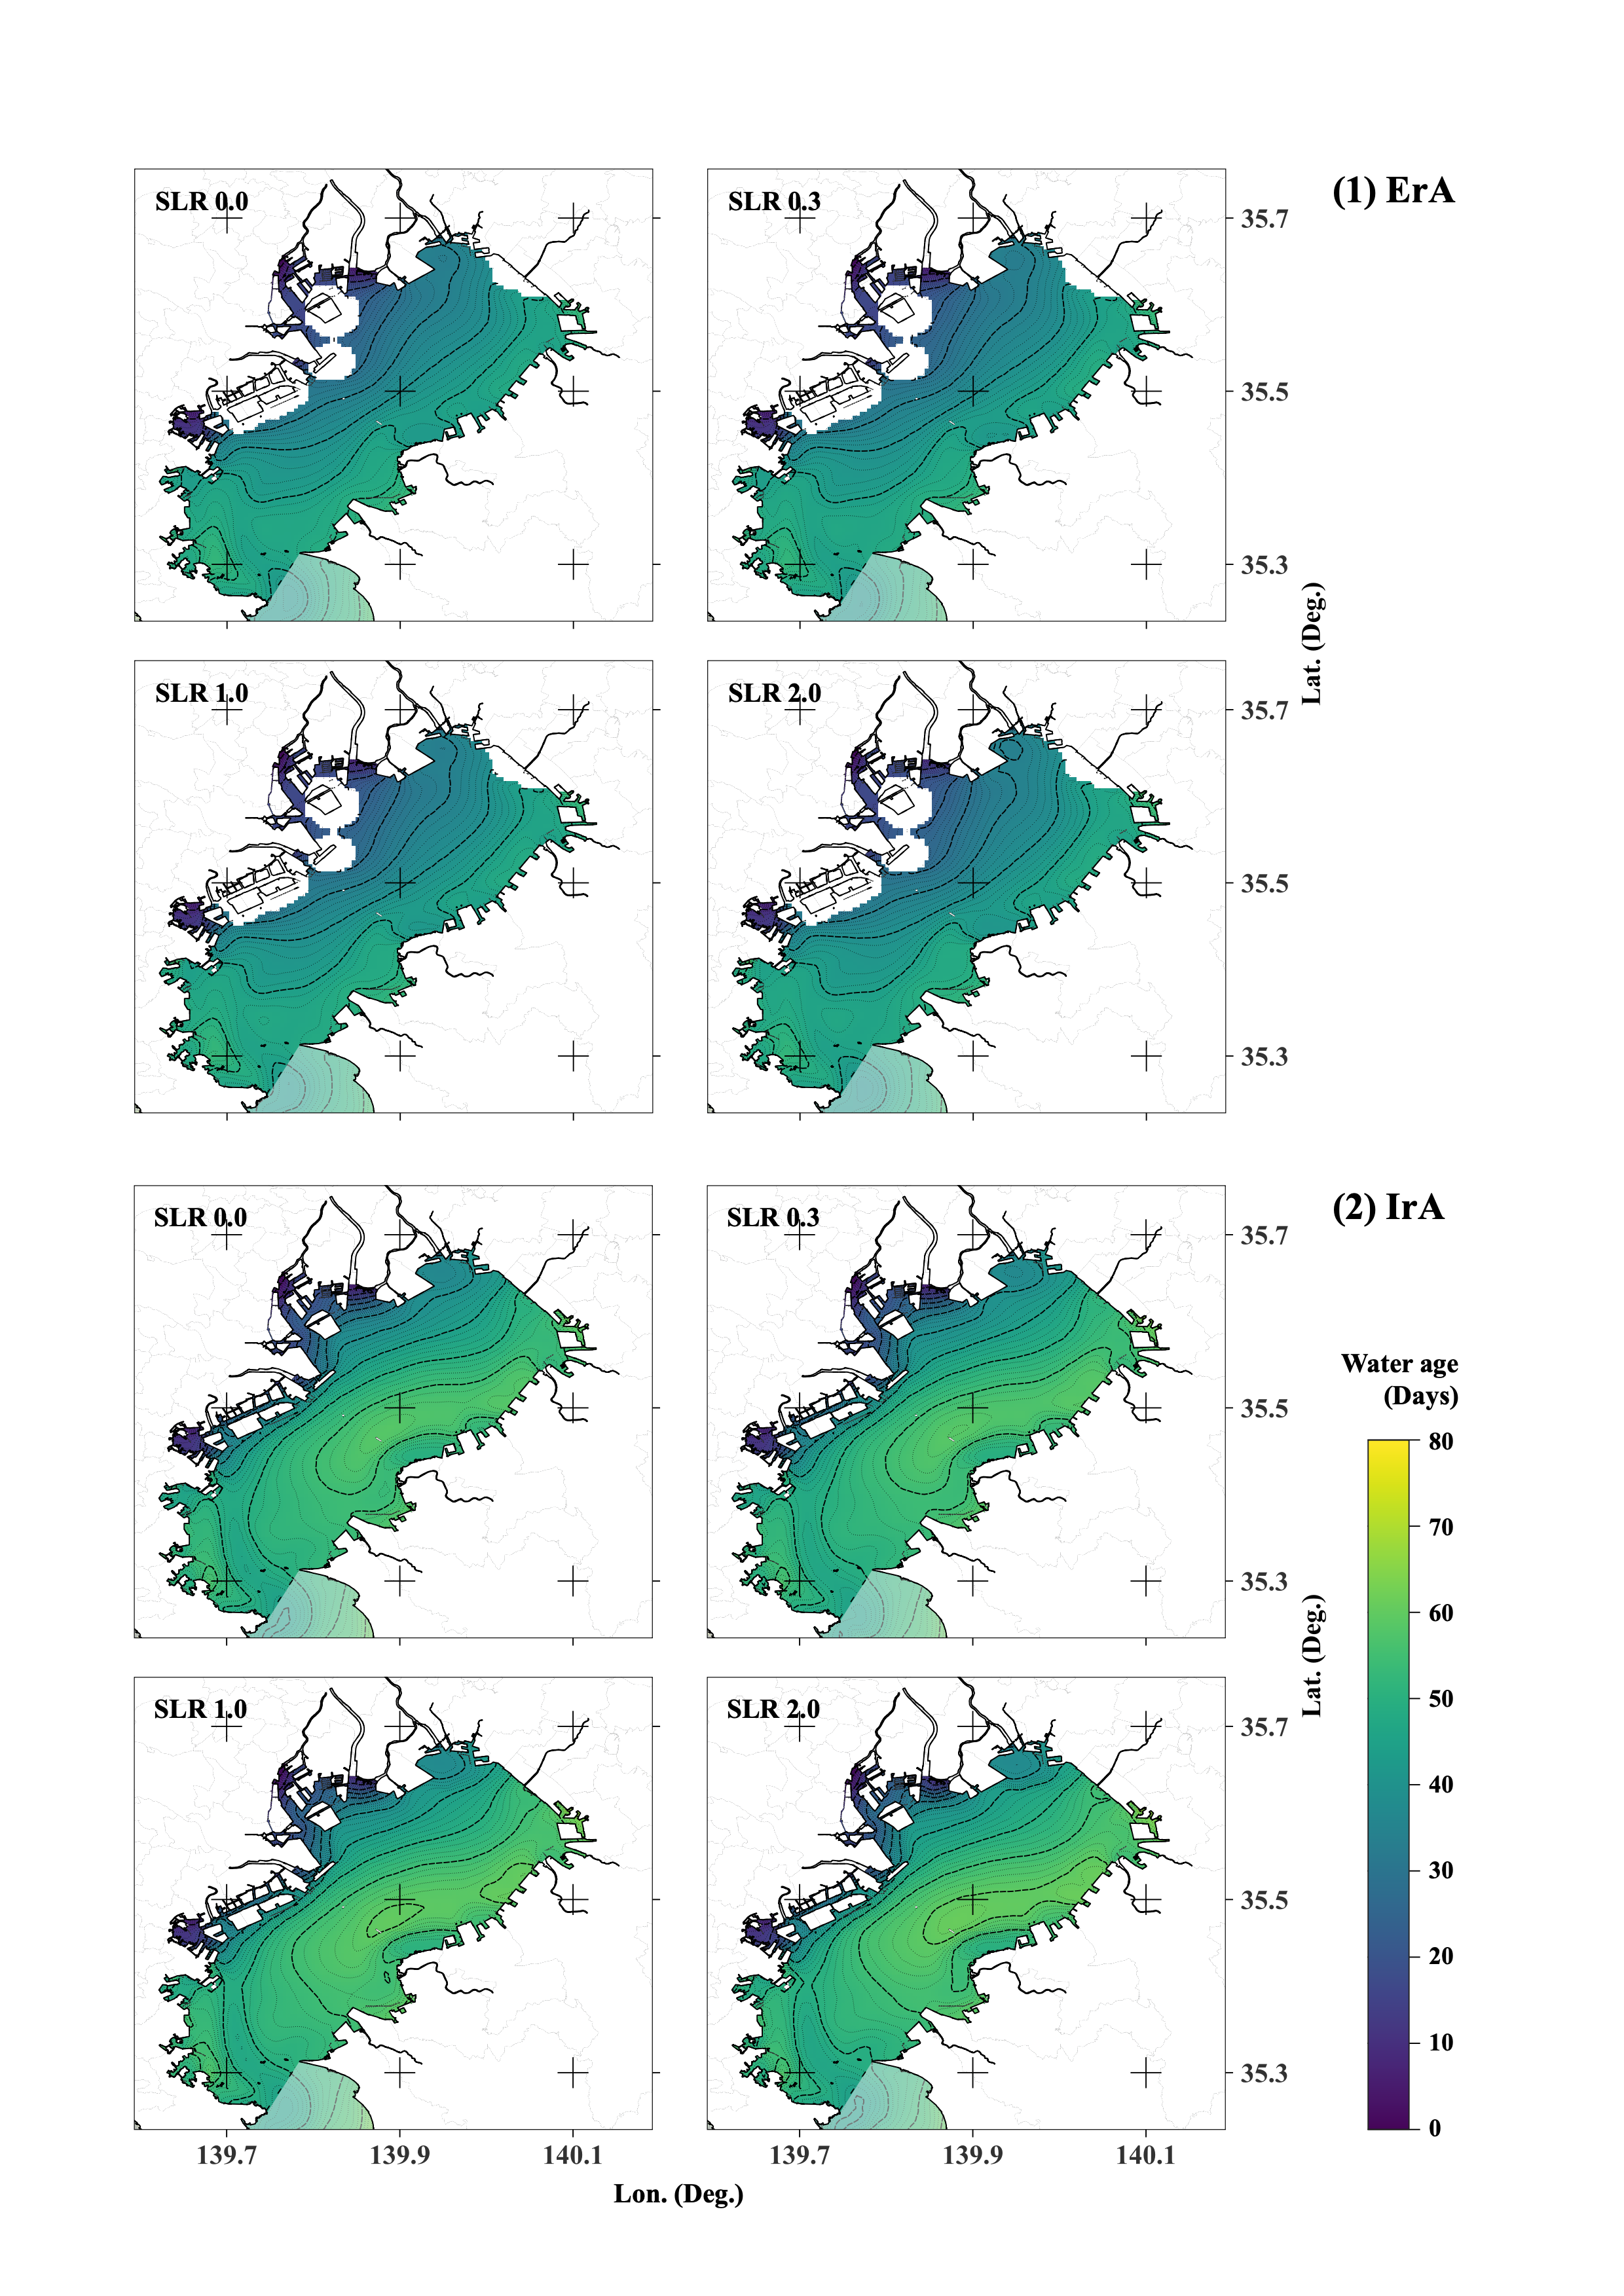 SLR 0.0
SLR 0.3
(1) ErA
35.7
35.5
35.3
Lat. (Deg.)
SLR 1.0
SLR 2.0
35.7
35.5
35.3
SLR 0.0
SLR 0.3
(2) IrA
35.7
35.5
35.3
Lat. (Deg.)
Water age
(Days)
80
70
60
50
40
30
20
10
0
SLR 1.0
SLR 2.0
35.7
35.5
35.3
139.7
139.9
140.1
139.7
139.9
140.1
Lon. (Deg.)